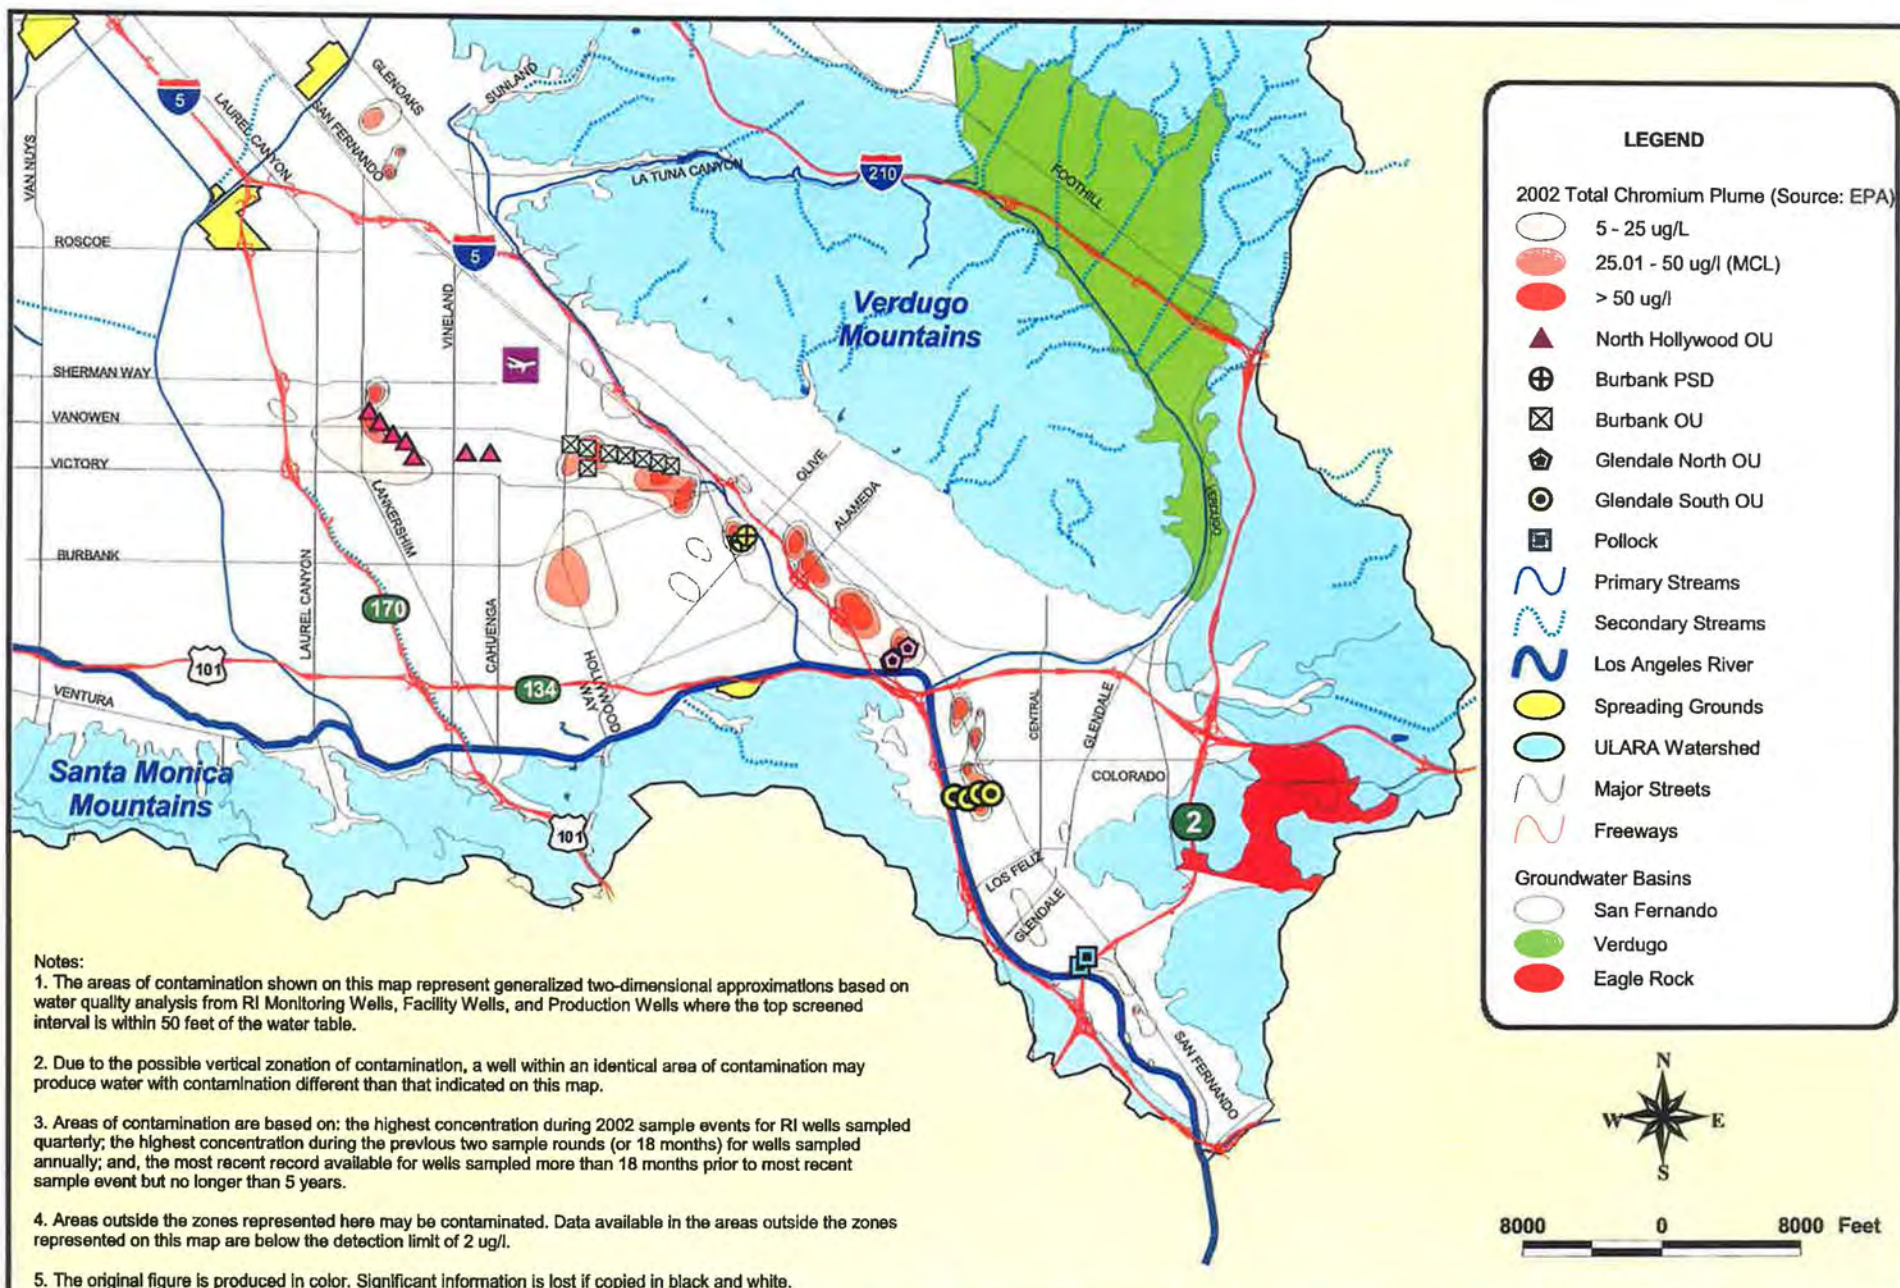 5
LAUREL CANYON
SAN FERNANDO
GLENOAKS
SUNLAND
VAN NUYS
LA TUNA CANYON
210
FOOTHILL
ROSCOE
5
VINELAND
Verdugo
Mountains
SHERMAN WAY
VANOWEN
VICTORY
LANKERSHIM
OLIVE
ALAMEDA
VERDUGO
BURBANK
LAUREL CANYON
170
CAHUENGA
HOLLYWOOD
WAY
101
134
VENTURA
CENTRAL
GLENDALE
COLORADO
Santa Monica
Mountains
101
2
LOS FELIZ
GLENDALE
SAN FERNANDO
LEGEND
2002 Total Chromium Plume (Source: EPA)
5 - 25 ug/L
25.01 - 50 ug/l (MCL)
> 50 ug/l
North Hollywood OU
Burbank PSD
Burbank OU
Glendale North OU
Glendale South OU
Pollock
Primary Streams
Secondary Streams
Los Angeles River
Spreading Grounds
ULARA Watershed
Major Streets
Freeways
Groundwater Basins
San Fernando
Verdugo
Eagle Rock
N
W E
S
8000 0 8000 Feet
Notes:
1. The areas of contamination shown on this map represent generalized two-dimensional approximations based on
water quality analysis from RI Monitoring Wells, Facility Wells, and Production Wells where the top screened
interval is within 50 feet of the water table.
2. Due to the possible vertical zonation of contamination, a well within an identical area of contamination may
produce water with contamination different than that indicated on this map.
3. Areas of contamination are based on: the highest concentration during 2002 sample events for RI wells sampled
quarterly; the highest concentration during the previous two sample rounds (or 18 months) for wells sampled
annually; and, the most recent record available for wells sampled more than 18 months prior to most recent
sample event but no longer than 5 years.
4. Areas outside the zones represented here may be contaminated. Data available in the areas outside the zones
represented on this map are below the detection limit of 2 ug/l.
5. The original figure is produced in color. Significant information is lost if copied in black and white.